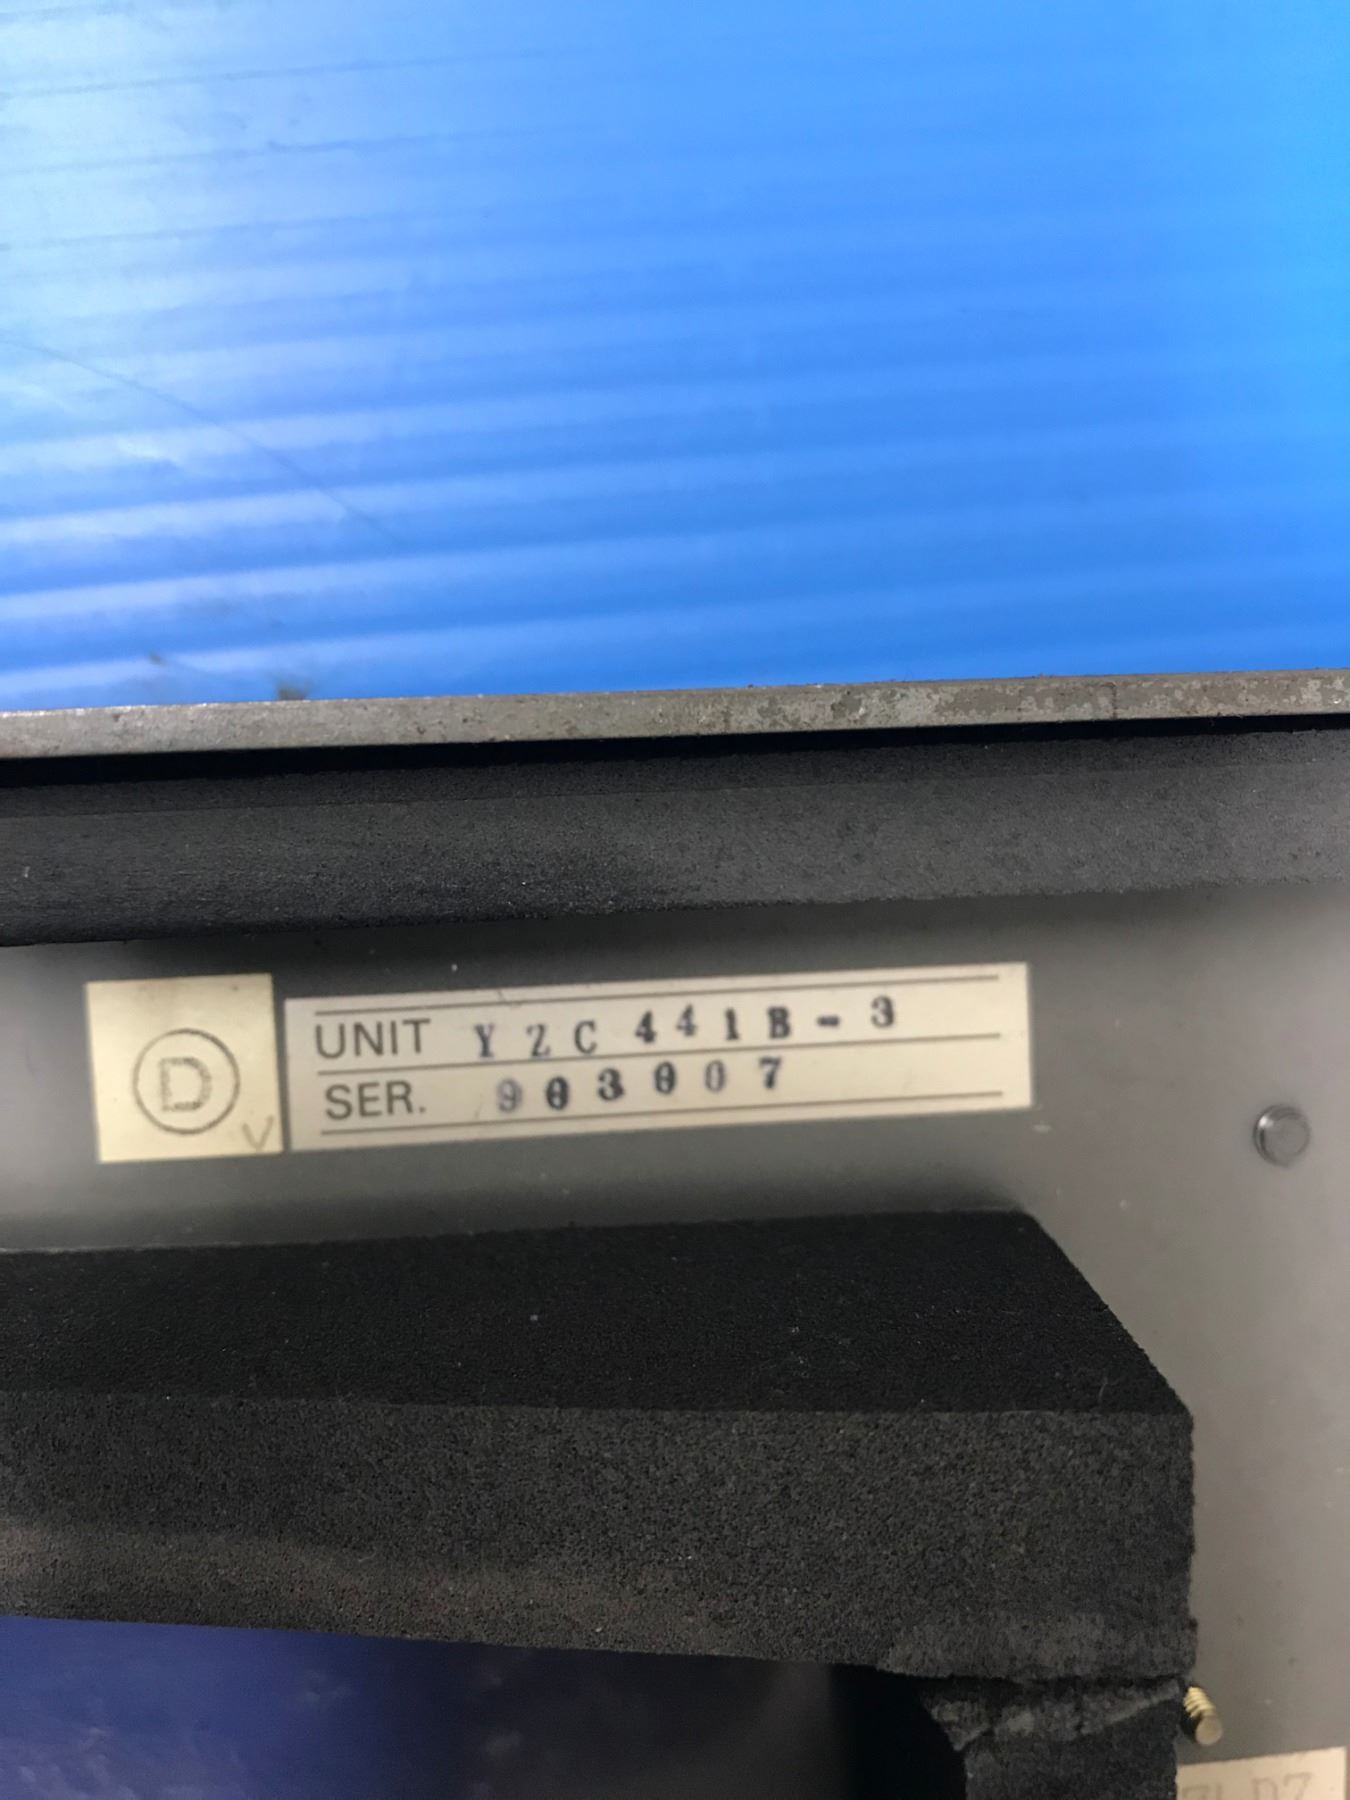 D
V
UNIT YZC441B-3
SER. 903007